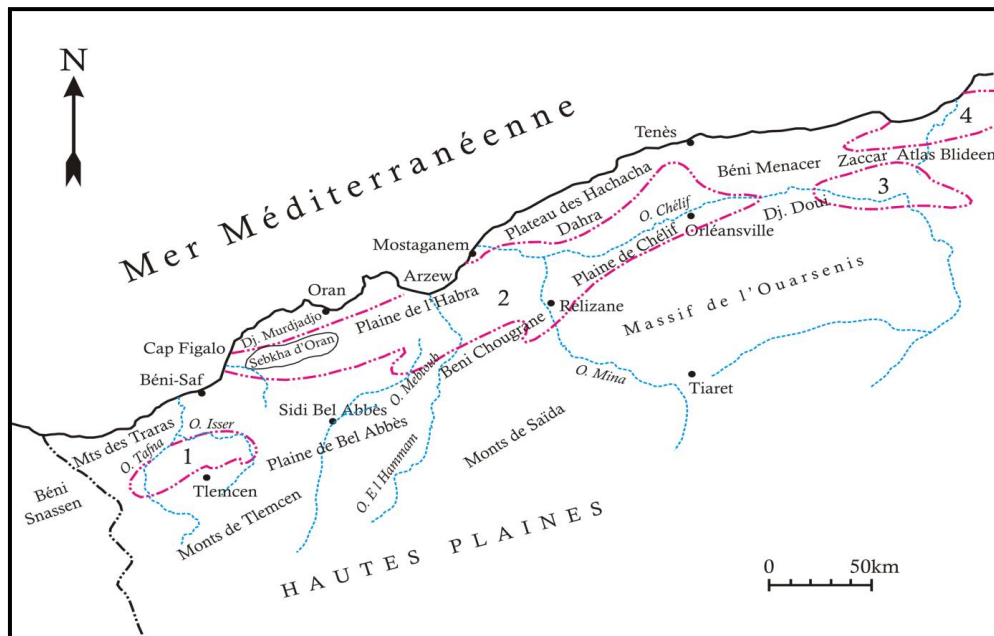 N
Mer Méditerranéenne
4
Tenès
Béni Menacer
Zaccar
Atlas Blideen
3
Plateau des Hachacha
Dahra
O. Chélif
Dj. Doui
Orléansville
Plaine de Chélif
Mostaganem
Arzew
Oran
Plaine de l'Habra
2
Rélizane
Massif de l'Ouarsenis
Dj. Murdjadjo
Cap Figalo
Sebkha d'Oran
Beni Chougrane
O. Mebtouh
O. Mina
Tiaret
Béni-Saf
Sidi Bel Abbès
O. Isser
Mts des Traras
O. Tafna
1
Plaine de Bel Abbès
Monts de Saïda
O. El Hammam
Tlemcen
Béni
Snassen
Monts de Tlemcen
HAUTES PLAINES
0 50km